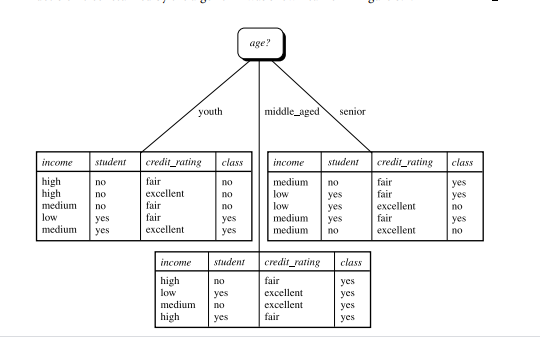 age?
youth
middle_aged
senior
income student credit_rating class
high no fair no
high no excellent no
medium no fair no
low yes fair yes
medium yes excellent yes
income student credit_rating class
medium no fair yes
low yes fair yes
low yes excellent no
medium yes fair yes
medium no excellent no
income student credit_rating class
high no fair yes
low yes excellent yes
medium no excellent yes
high yes fair yes